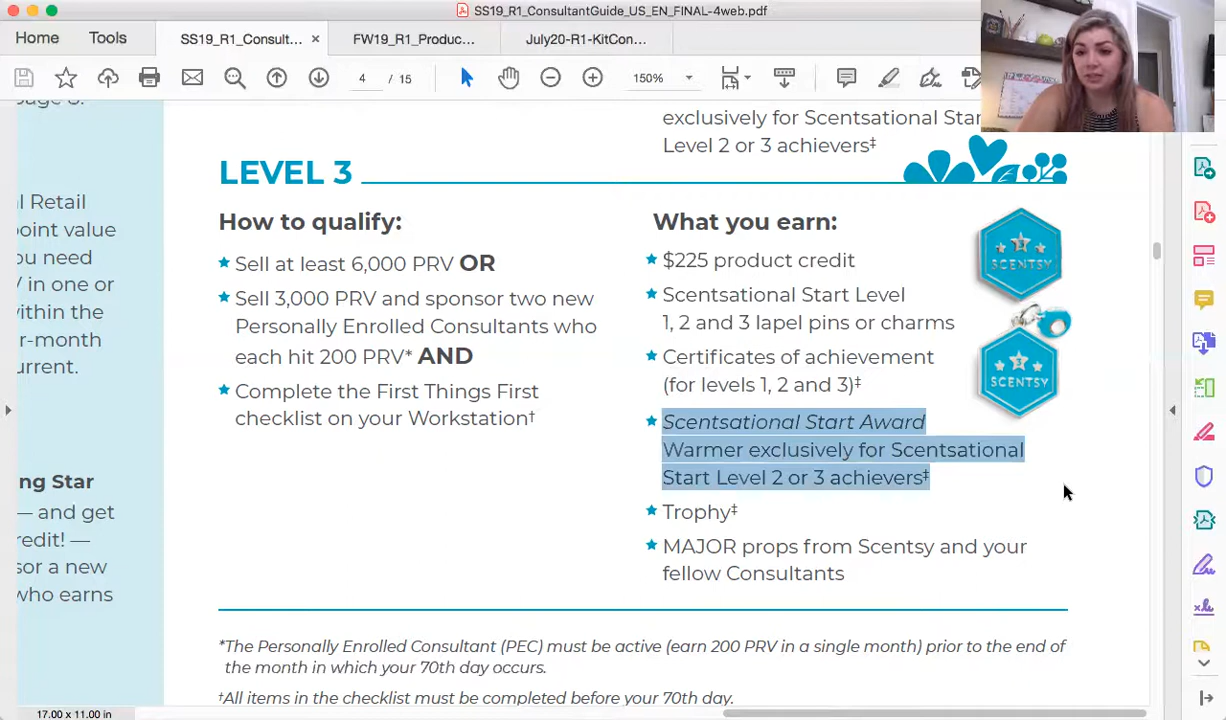 SS19_R1_ConsultantGuide_US_EN_FINAL-4web.pdf
Home
Tools
SS19_R1_Consult...
FW19_R1_Produc...
July20-R1-KitCon...
4 / 15
150%
exclusively for Scentsational Star
Level 2 or 3 achievers‡
LEVEL 3
l Retail
oint value
ou need
V in one or
within the
r-month
urrent.
ng Star
— and get
redit! —
sor a new
who earns
How to qualify:
Sell at least 6,000 PRV OR
Sell 3,000 PRV and sponsor two new
Personally Enrolled Consultants who
each hit 200 PRV* AND
Complete the First Things First
checklist on your Workstation†
What you earn:
$225 product credit
Scentsational Start Level
1, 2 and 3 lapel pins or charms
Certificates of achievement
(for levels 1, 2 and 3)‡
Scentsational Start Award
Warmer exclusively for Scentsational
Start Level 2 or 3 achievers‡
Trophy‡
MAJOR props from Scentsy and your
fellow Consultants
3
SCENTSY
3
SCENTSY
*The Personally Enrolled Consultant (PEC) must be active (earn 200 PRV in a single month) prior to the end of
the month in which your 70th day occurs.
†All items in the checklist must be completed before your 70th day.
17.00 x 11.00 in